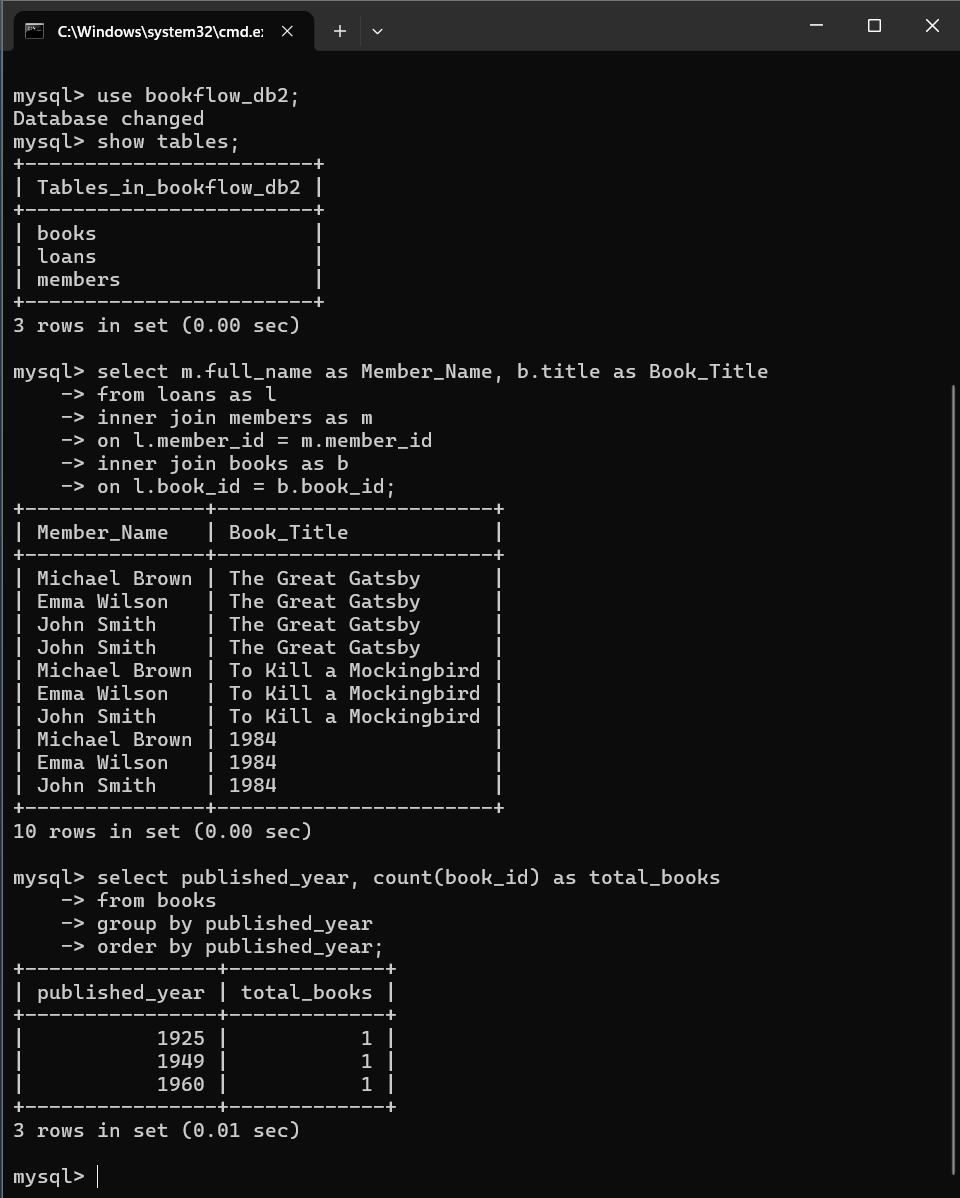 C:\Windows\system32\cmd.e
mysql> use bookflow_db2;
Database changed
mysql> show tables;
+------------------------+
| Tables_in_bookflow_db2 |
+------------------------+
| books                  |
| loans                  |
| members                |
+------------------------+
3 rows in set (0.00 sec)
mysql> select m.full_name as Member_Name, b.title as Book_Title
    -> from loans as l
    -> inner join members as m
    -> on l.member_id = m.member_id
    -> inner join books as b
    -> on l.book_id = b.book_id;
+---------------+-----------------------+
| Member_Name   | Book_Title            |
+---------------+-----------------------+
| Michael Brown | The Great Gatsby      |
| Emma Wilson   | The Great Gatsby      |
| John Smith    | The Great Gatsby      |
| John Smith    | The Great Gatsby      |
| Michael Brown | To Kill a Mockingbird |
| Emma Wilson   | To Kill a Mockingbird |
| John Smith    | To Kill a Mockingbird |
| Michael Brown | 1984                  |
| Emma Wilson   | 1984                  |
| John Smith    | 1984                  |
+---------------+-----------------------+
10 rows in set (0.00 sec)
mysql> select published_year, count(book_id) as total_books
    -> from books
    -> group by published_year
    -> order by published_year;
+----------------+-------------+
| published_year | total_books |
+----------------+-------------+
|           1925 |           1 |
|           1949 |           1 |
|           1960 |           1 |
+----------------+-------------+
3 rows in set (0.01 sec)
mysql>